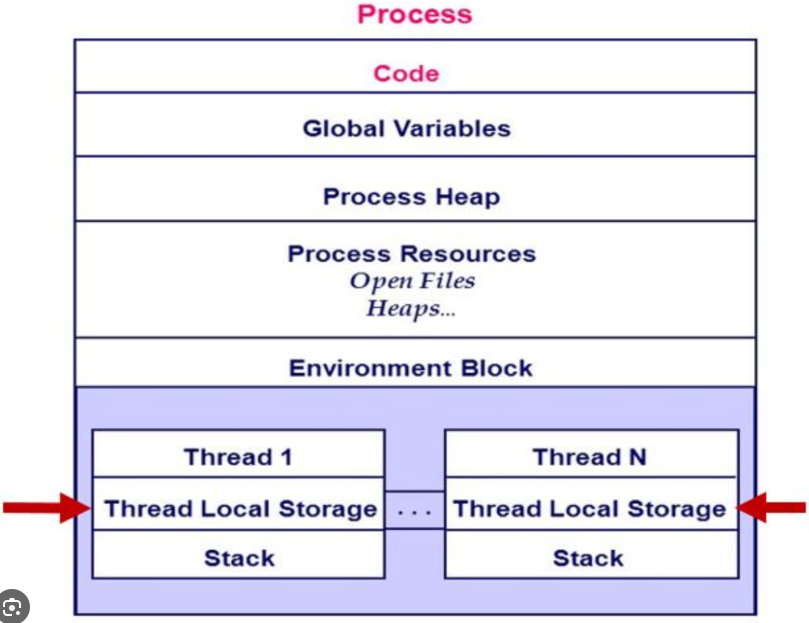 Process
Code
Global Variables
Process Heap
Process Resources
Open Files
Heaps...
Environment Block
Thread 1
Thread N
Thread Local Storage
...
Thread Local Storage
Stack
Stack